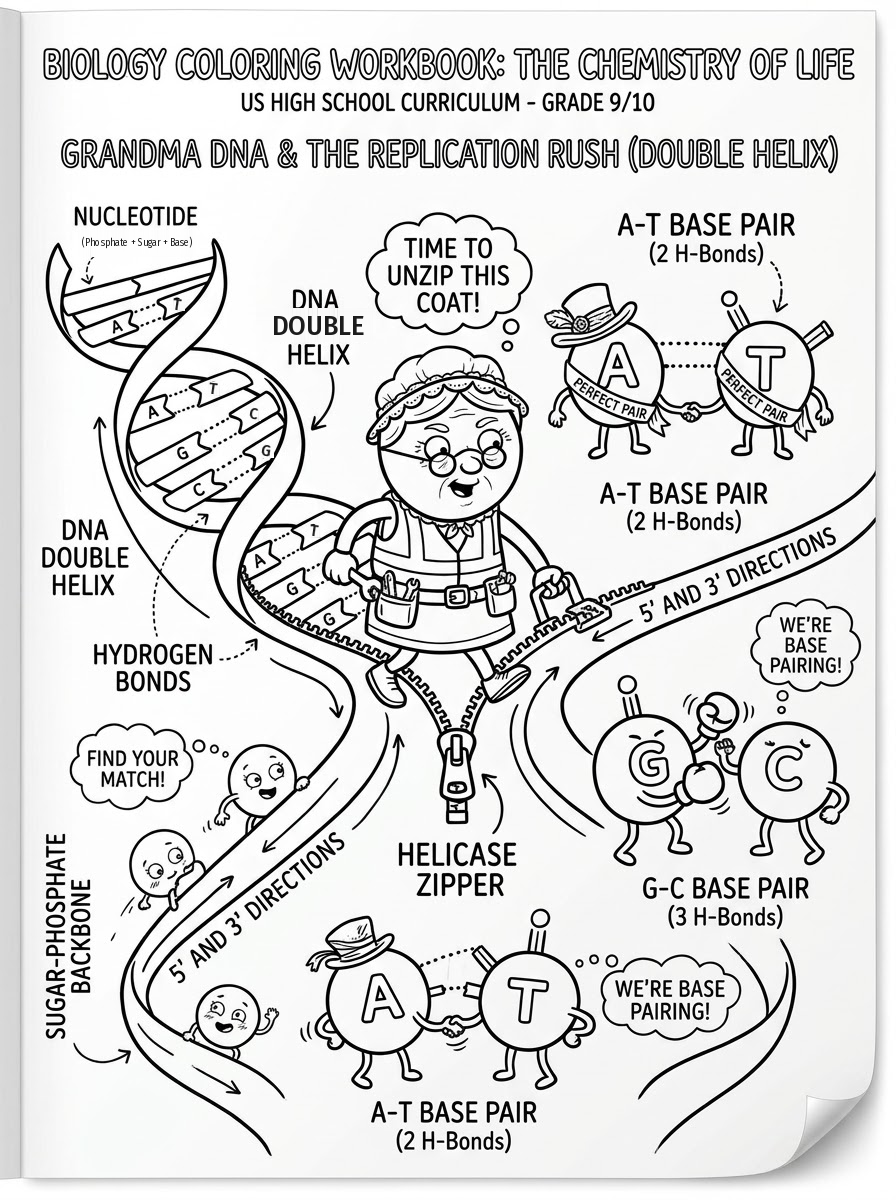 BIOLOGY COLORING WORKBOOK: THE CHEMISTRY OF LIFE
US HIGH SCHOOL CURRICULUM - GRADE 9/10
GRANDMA DNA & THE REPLICATION RUSH (DOUBLE HELIX)
NUCLEOTIDE
(Phosphate + Sugar + Base)
A T
A T
C
G
G
C
A T
G
G
DNA
DOUBLE
HELIX
TIME TO
UNZIP THIS
COAT!
A-T BASE PAIR
(2 H-Bonds)
A T
PERFECT PAIR
PERFECT PAIR
A-T BASE PAIR
(2 H-Bonds)
DNA
DOUBLE
HELIX
HYDROGEN
BONDS
5' AND 3' DIRECTIONS
WE'RE
BASE
PAIRING!
G C
G-C BASE PAIR
(3 H-Bonds)
FIND YOUR
MATCH!
HELICASE
ZIPPER
SUGAR-PHOSPHATE
BACKBONE
5' AND 3' DIRECTIONS
A T
WE'RE BASE
PAIRING!
A-T BASE PAIR
(2 H-Bonds)